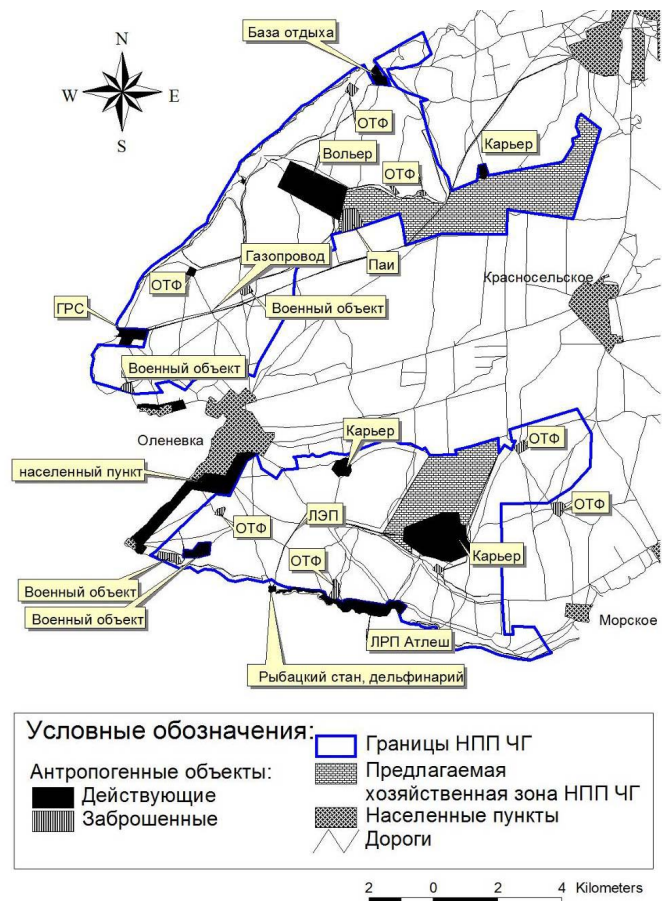 N
W
E
S
База отдыха
ОТФ
Вольер
ОТФ
Карьер
Газопровод
Паи
ОТФ
Красносельское
ГРС
Военный объект
Военный объект
Оленевка
Карьер
ОТФ
населенный пункт
ЛЭП
ОТФ
ОТФ
ОТФ
Карьер
Военный объект
Военный объект
ЛРП Атлеш
Морское
Рыбацкий стан, дельфинарий
Условные обозначения:
Антропогенные объекты:
Действующие
Заброшенные
Границы НПП ЧГ
Предлагаемая
хозяйственная зона НПП ЧГ
Населенные пункты
Дороги
2 0 2 4 Kilometers